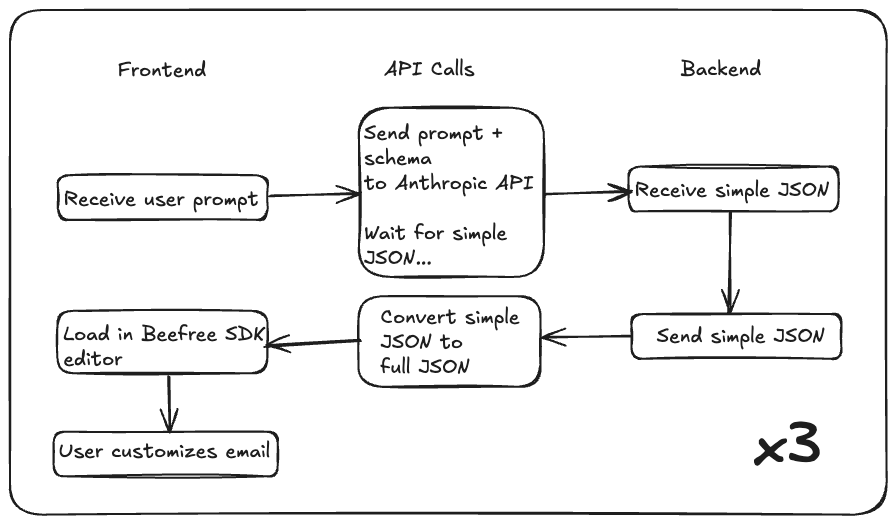 Frontend
API Calls
Backend
Send prompt +
schema
to Anthropic API
Wait for simple
JSON...
Receive user prompt
Receive simple JSON
Load in Beefree SDK
editor
Convert simple
JSON to
full JSON
Send simple JSON
User customizes email
x3